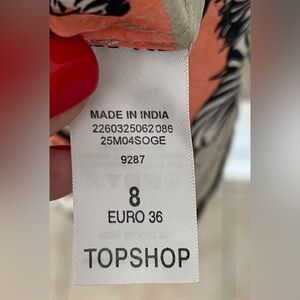 MADE IN INDIA
2260325062086
25M04SOGE
9287
8
EURO 36
TOPSHOP